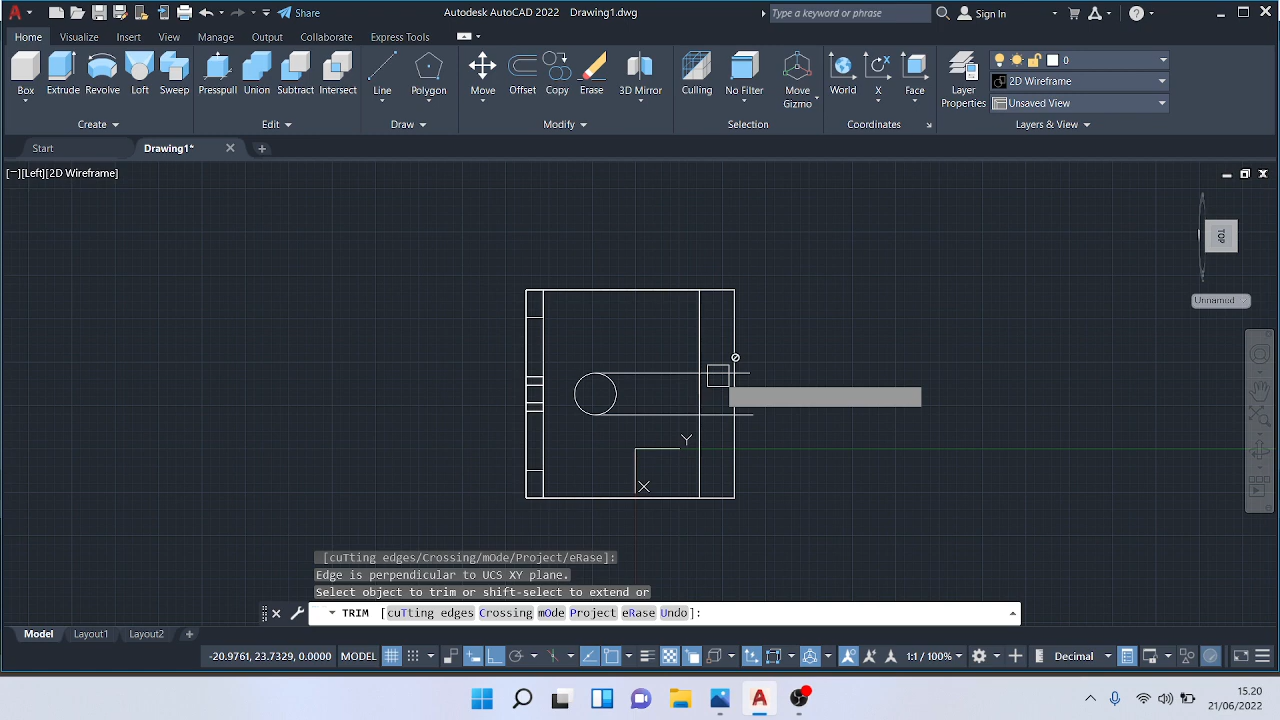 Share
Autodesk AutoCAD 2022 Drawing1.dwg
Type a keyword or phrase
Sign In
Home Visualize Insert View Manage Output Collaborate Express Tools
Box Extrude Revolve Loft Sweep
Presspull Union Subtract Intersect
Line Polygon
Move Offset Copy Erase 3D Mirror
Culling No Filter Move Gizmo
World X Face
Layer Properties
0
2D Wireframe
Unsaved View
Create Edit Draw Modify Selection Coordinates Layers & View
Start Drawing1*
[−][Left][2D Wireframe]
TOP
Unnamed
Y
X
[cuTting edges/Crossing/mOde/Project/eRase]:
Edge is perpendicular to UCS XY plane.
Select object to trim or shift-select to extend or
TRIM [cuTting edges Crossing mOde Project eRase Undo]:
Model Layout1 Layout2
-20.9761, 23.7329, 0.0000 MODEL 1:1 / 100% Decimal
15.20
21/06/2022